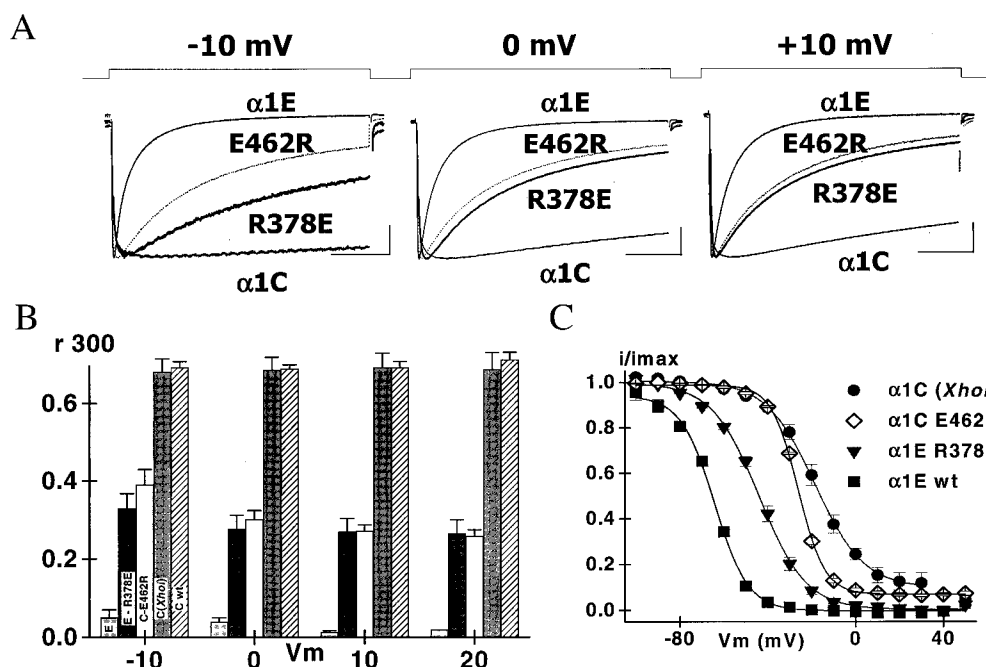 A
-10 mV
0 mV
+10 mV
α1E
E462R
R378E
α1C
α1E
E462R
R378E
α1C
α1E
E462R
R378E
α1C
B
r 300
0.6
0.4
0.2
0.0
E
E - R378E
C-E462R
C(XhoI)
C wt
-10
0
Vm
10
20
C
i/imax
1.0
0.8
0.6
0.4
0.2
0.0
-80
Vm (mV)
0
40
α1C (XhoI
α1C E462
α1E R378
α1E wt